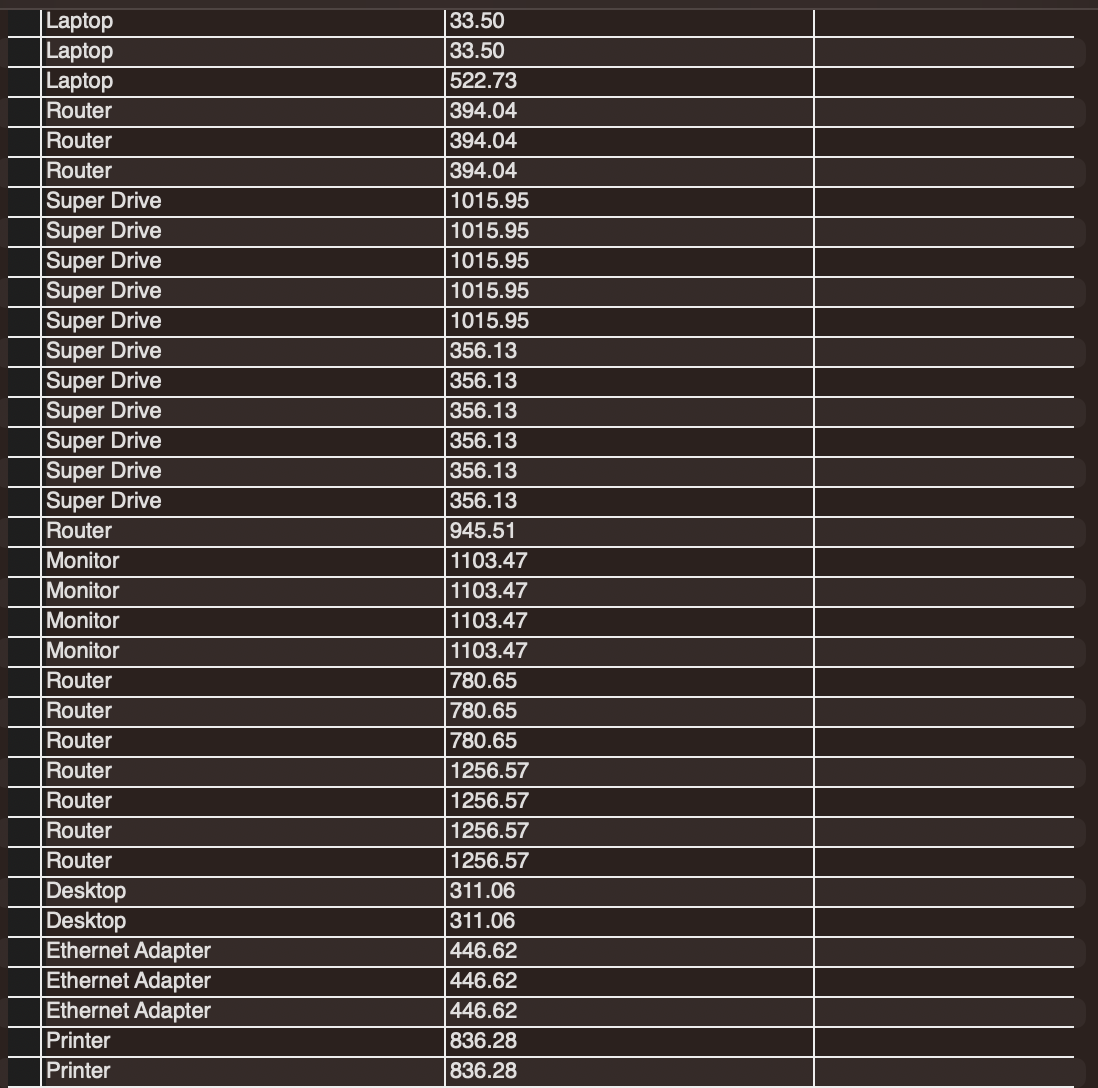 Laptop 33.50
Laptop 33.50
Laptop 522.73
Router 394.04
Router 394.04
Router 394.04
Super Drive 1015.95
Super Drive 1015.95
Super Drive 1015.95
Super Drive 1015.95
Super Drive 1015.95
Super Drive 356.13
Super Drive 356.13
Super Drive 356.13
Super Drive 356.13
Super Drive 356.13
Super Drive 356.13
Router 945.51
Monitor 1103.47
Monitor 1103.47
Monitor 1103.47
Monitor 1103.47
Router 780.65
Router 780.65
Router 780.65
Router 1256.57
Router 1256.57
Router 1256.57
Router 1256.57
Desktop 311.06
Desktop 311.06
Ethernet Adapter 446.62
Ethernet Adapter 446.62
Ethernet Adapter 446.62
Printer 836.28
Printer 836.28